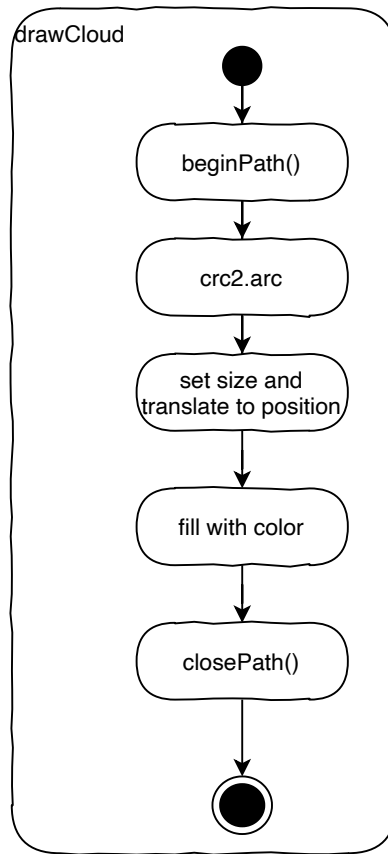 drawCloud
beginPath()
crc2.arc
set size and
translate to position
fill with color
closePath()